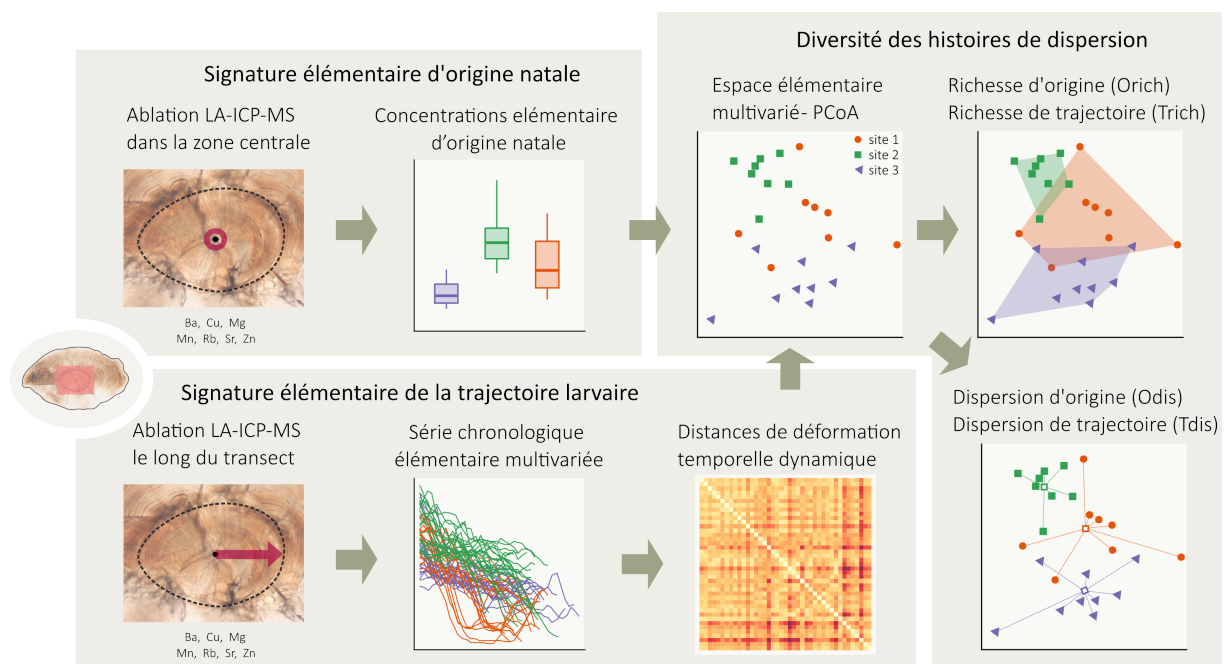 Signature élémentaire d'origine natale
Ablation LA-ICP-MS
dans la zone centrale
Ba, Cu, Mg
Mn, Rb, Sr, Zn
Concentrations elémentaire
d'origine natale
Signature élémentaire de la trajectoire larvaire
Ablation LA-ICP-MS
le long du transect
Ba, Cu, Mg
Mn, Rb, Sr, Zn
Série chronologique
élémentaire multivariée
Distances de déformation
temporelle dynamique
Diversité des histoires de dispersion
Espace élémentaire
multivarié- PCoA
site 1
site 2
site 3
Richesse d'origine (Orich)
Richesse de trajectoire (Trich)
Dispersion d'origine (Odis)
Dispersion de trajectoire (Tdis)